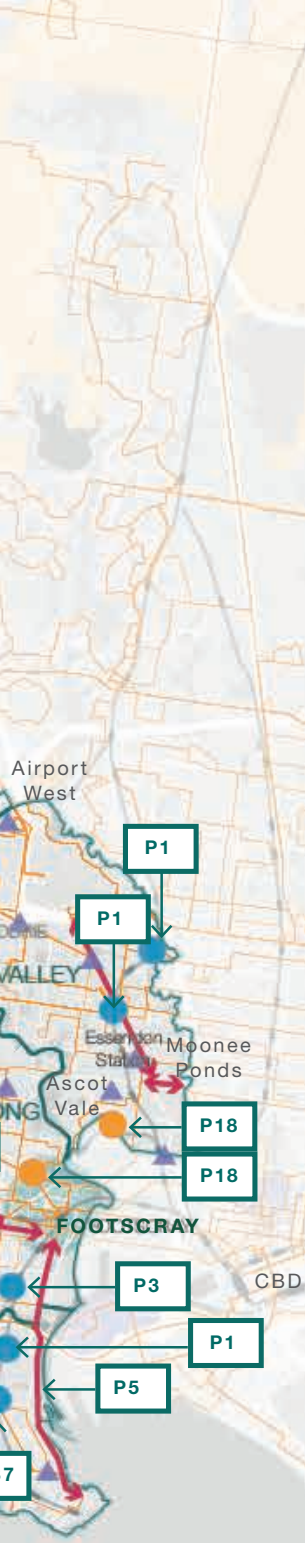 Airport
West
P1
P1
VALLEY
Essendon
Station
Moonee
Ponds
Ascot
Vale
ONG
P18
P18
FOOTSCRAY
P3
CBD
P1
P5
7